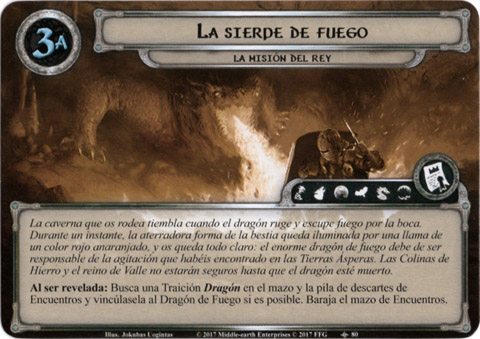 3A
La sierpe de fuego
La misión del rey
La caverna que os rodea tiembla cuando el dragón ruge y escupe fuego por la boca.
Durante un instante, la aterradora forma de la bestia queda iluminada por una llama de
un color rojo anaranjado, y os queda todo claro: el enorme dragón de fuego debe de ser
responsable de la agitación que habéis encontrado en las Tierras Ásperas. Las Colinas de
Hierro y el reino de Valle no estarán seguros hasta que el dragón esté muerto.
Al ser revelada: Busca una Traición Dragón en el mazo y la pila de descartes de
Encuentros y vincúlasela al Dragón de Fuego si es posible. Baraja el mazo de Encuentros.
Illus. Jokubas Uogintas © 2017 Middle-earth Enterprises © 2017 FFG 80